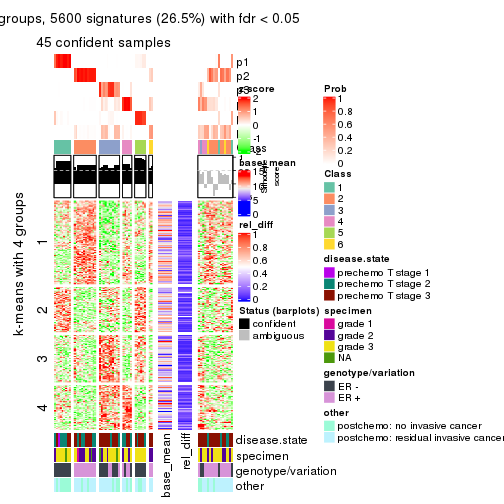 groups, 5600 signatures (26.5%) with fdr < 0.05
45 confident samples
p1
p2
z-score
2
1
0
-1
-2
Prob
1
0.8
0.6
0.4
0.2
0
base_mean
15
10
5
0
score
Class
1
2
3
4
5
6
rel_diff
1
0.8
0.6
0.4
0.2
0
disease.state
prechemo T stage 1
prechemo T stage 2
prechemo T stage 3
Status (barplots)
confident
ambiguous
specimen
grade 1
grade 2
grade 3
NA
genotype/variation
ER -
ER +
other
postchemo: no invasive cancer
postchemo: residual invasive cancer
k-means with 4 groups
1
2
3
4
base_mean
rel_diff
disease.state
specimen
genotype/variation
other